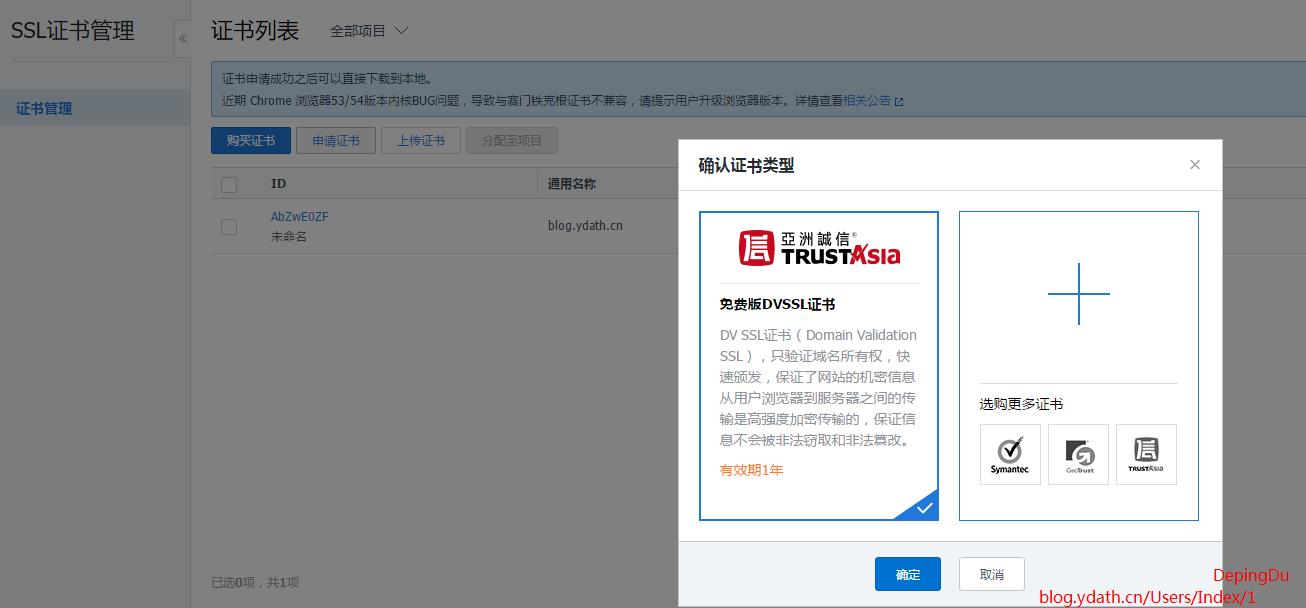 SSL证书管理
«
证书列表 全部项目
证书管理
证书申请成功之后可以直接下载到本地。
近期 Chrome 浏览器53/54版本内核BUG问题，导致与赛门铁克根证书不兼容，请提示用户升级浏览器版本。详情查看相关公告
购买证书 申请证书 上传证书 分配至项目
ID 通用名称
AbZwE0ZF
未命名
blog.ydath.cn
已选0项，共1项
确认证书类型 ×
亞洲誠信®
TRUSTAsia
免费版DVSSL证书
DV SSL证书（Domain Validation
SSL），只验证域名所有权，快
速颁发，保证了网站的机密信息
从用户浏览器到服务器之间的传
输是高强度加密传输的，保证信
息不会被非法窃取和非法篡改。
有效期1年
选购更多证书
Symantec. GeoTrust 信 TRUSTAsia
确定 取消
DepingDu
blog.ydath.cn/Users/Index/1